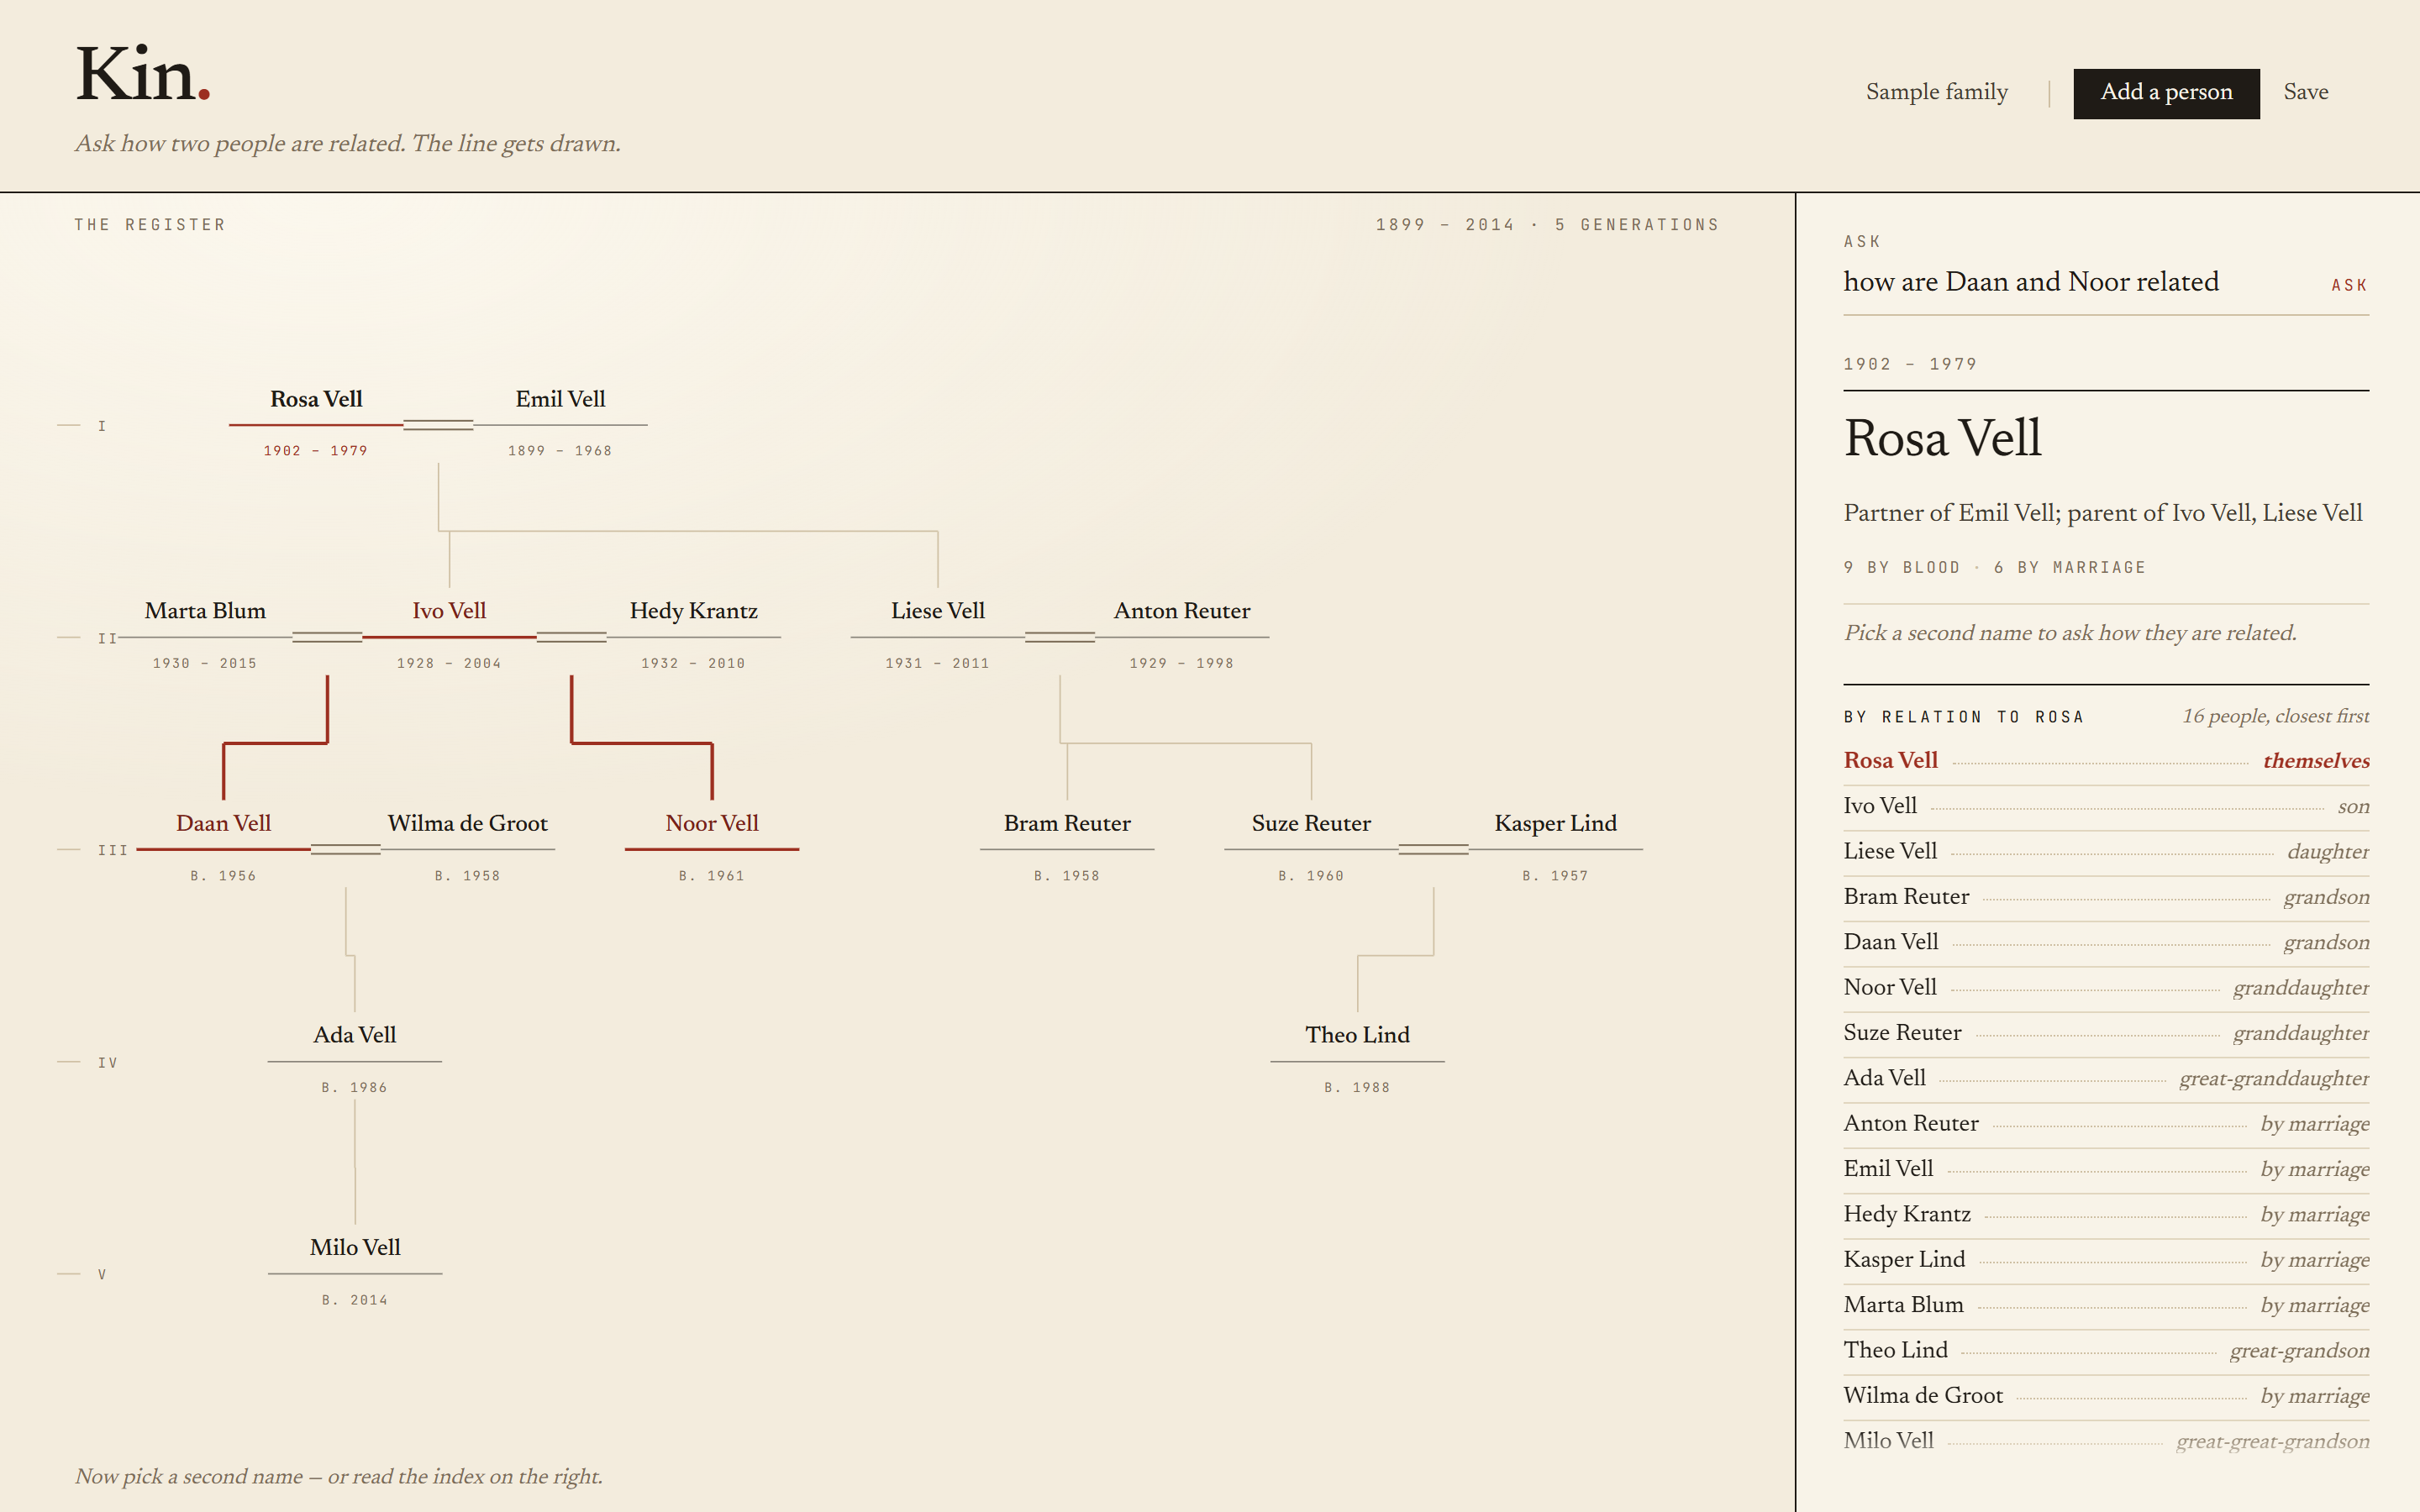 Kin.
Ask how two people are related. The line gets drawn.
Sample family
Add a person
Save
THE REGISTER
1899 – 2014 · 5 GENERATIONS
Rosa Vell
Emil Vell
I
1902 – 1979
1899 – 1968
Marta Blum
Ivo Vell
Hedy Krantz
Liese Vell
Anton Reuter
II
1930 – 2015
1928 – 2004
1932 – 2010
1931 – 2011
1929 – 1998
Daan Vell
Wilma de Groot
Noor Vell
Bram Reuter
Suze Reuter
Kasper Lind
III
B. 1956
B. 1958
B. 1961
B. 1958
B. 1960
B. 1957
Ada Vell
Theo Lind
IV
B. 1986
B. 1988
Milo Vell
V
B. 2014
Now pick a second name — or read the index on the right.
ASK
how are Daan and Noor related
ASK
1902 – 1979
Rosa Vell
Partner of Emil Vell; parent of Ivo Vell, Liese Vell
9 BY BLOOD · 6 BY MARRIAGE
Pick a second name to ask how they are related.
BY RELATION TO ROSA
16 people, closest first
Rosa Vell themselves
Ivo Vell son
Liese Vell daughter
Bram Reuter grandson
Daan Vell grandson
Noor Vell granddaughter
Suze Reuter granddaughter
Ada Vell great-granddaughter
Anton Reuter by marriage
Emil Vell by marriage
Hedy Krantz by marriage
Kasper Lind by marriage
Marta Blum by marriage
Theo Lind great-grandson
Wilma de Groot by marriage
Milo Vell great-great-grandson